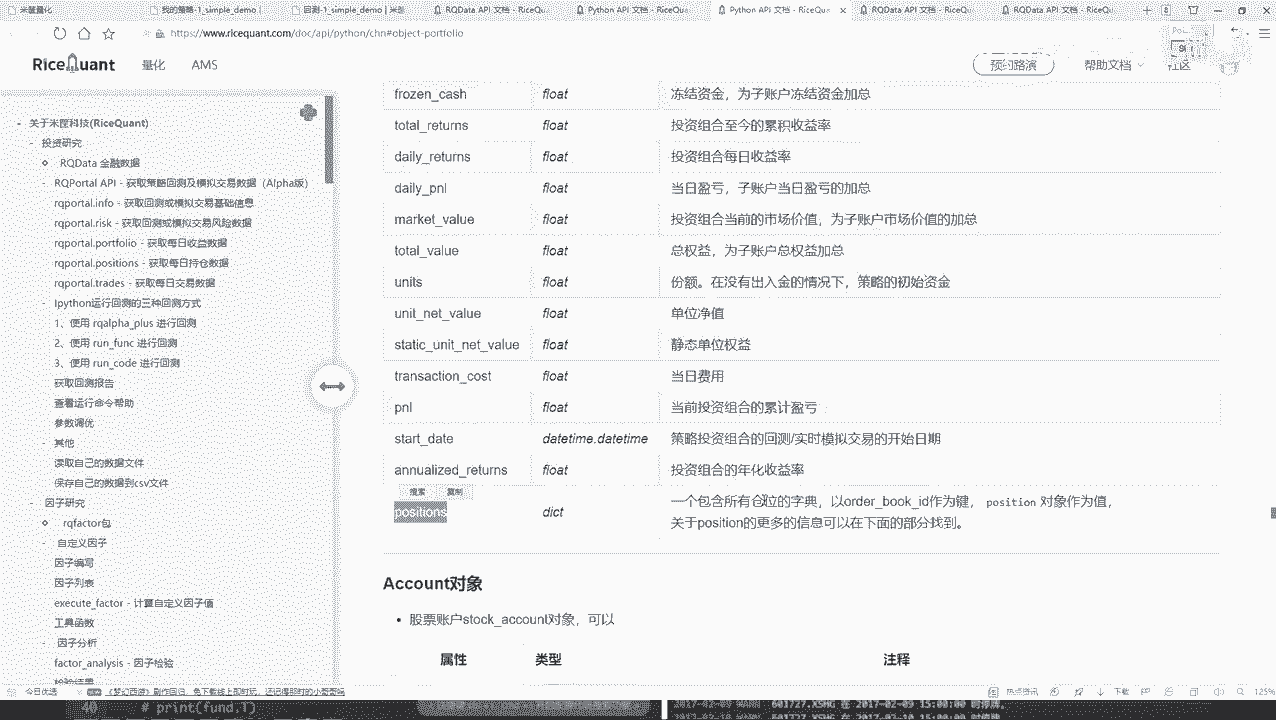 米筐量化
我的策略-1_simple_demo |
回测-1_simple_demo | 米筐
RQData API 文档 - RiceQu
Python API 文档 - RiceQua
Python API 文档 - RiceQua
RQData API 文档 - RiceQu
RQData API 文档 - RiceQu
https://www.ricequant.com/doc/api/python/chn#object-portfolio
RiceQuant
量化
AMS
预约路演
帮助文档
社区
- 关于米筐科技(RiceQuant)
- 投资研究
RQData 金融数据
- RQPortal API - 获取策略回测及模拟交易数据（Alpha版）
rqportal.info - 获取回测或模拟交易基础信息
rqportal.risk - 获取回测或模拟交易风险数据
rqportal.portfolio - 获取每日收益数据
rqportal.positions - 获取每日持仓数据
rqportal.trades - 获取每日交易数据
- Ipython运行回测的三种回测方式
1、使用 rqalpha_plus 进行回测
2、使用 run_func 进行回测
3、使用 run_code 进行回测
获取回测报告
查看运行命令帮助
参数调优
- 其他
读取自己的数据文件
保存自己的数据到csv文件
- 因子研究
rqfactor包
- 自定义因子
因子编写
因子列表
execute_factor - 计算自定义因子值
工具函数
- 因子分析
factor_analysis - 因子检验
frozen_cash float 冻结资金，为子账户冻结资金加总
total_returns float 投资组合至今的累积收益率
daily_returns float 投资组合每日收益率
daily_pnl float 当日盈亏，子账户当日盈亏的加总
market_value float 投资组合当前的市场价值，为子账户市场价值的加总
total_value float 总权益，为子账户总权益加总
units float 份额。在没有出入金的情况下，策略的初始资金
unit_net_value float 单位净值
static_unit_net_value float 静态单位权益
transaction_cost float 当日费用
pnl float 当前投资组合的累计盈亏
start_date datetime.datetime 策略投资组合的回测/实时模拟交易的开始日期
annualized_returns float 投资组合的年化收益率
搜索 复制
positions dict 一个包含所有仓位的字典，以order_book_id作为键， position 对象作为值，
关于position的更多的信息可以在下面的部分找到。
Account对象
• 股票账户stock_account对象，可以
属性 类型 注释
今日优选
热点资讯
下载
125%
40 # print(fund.T)